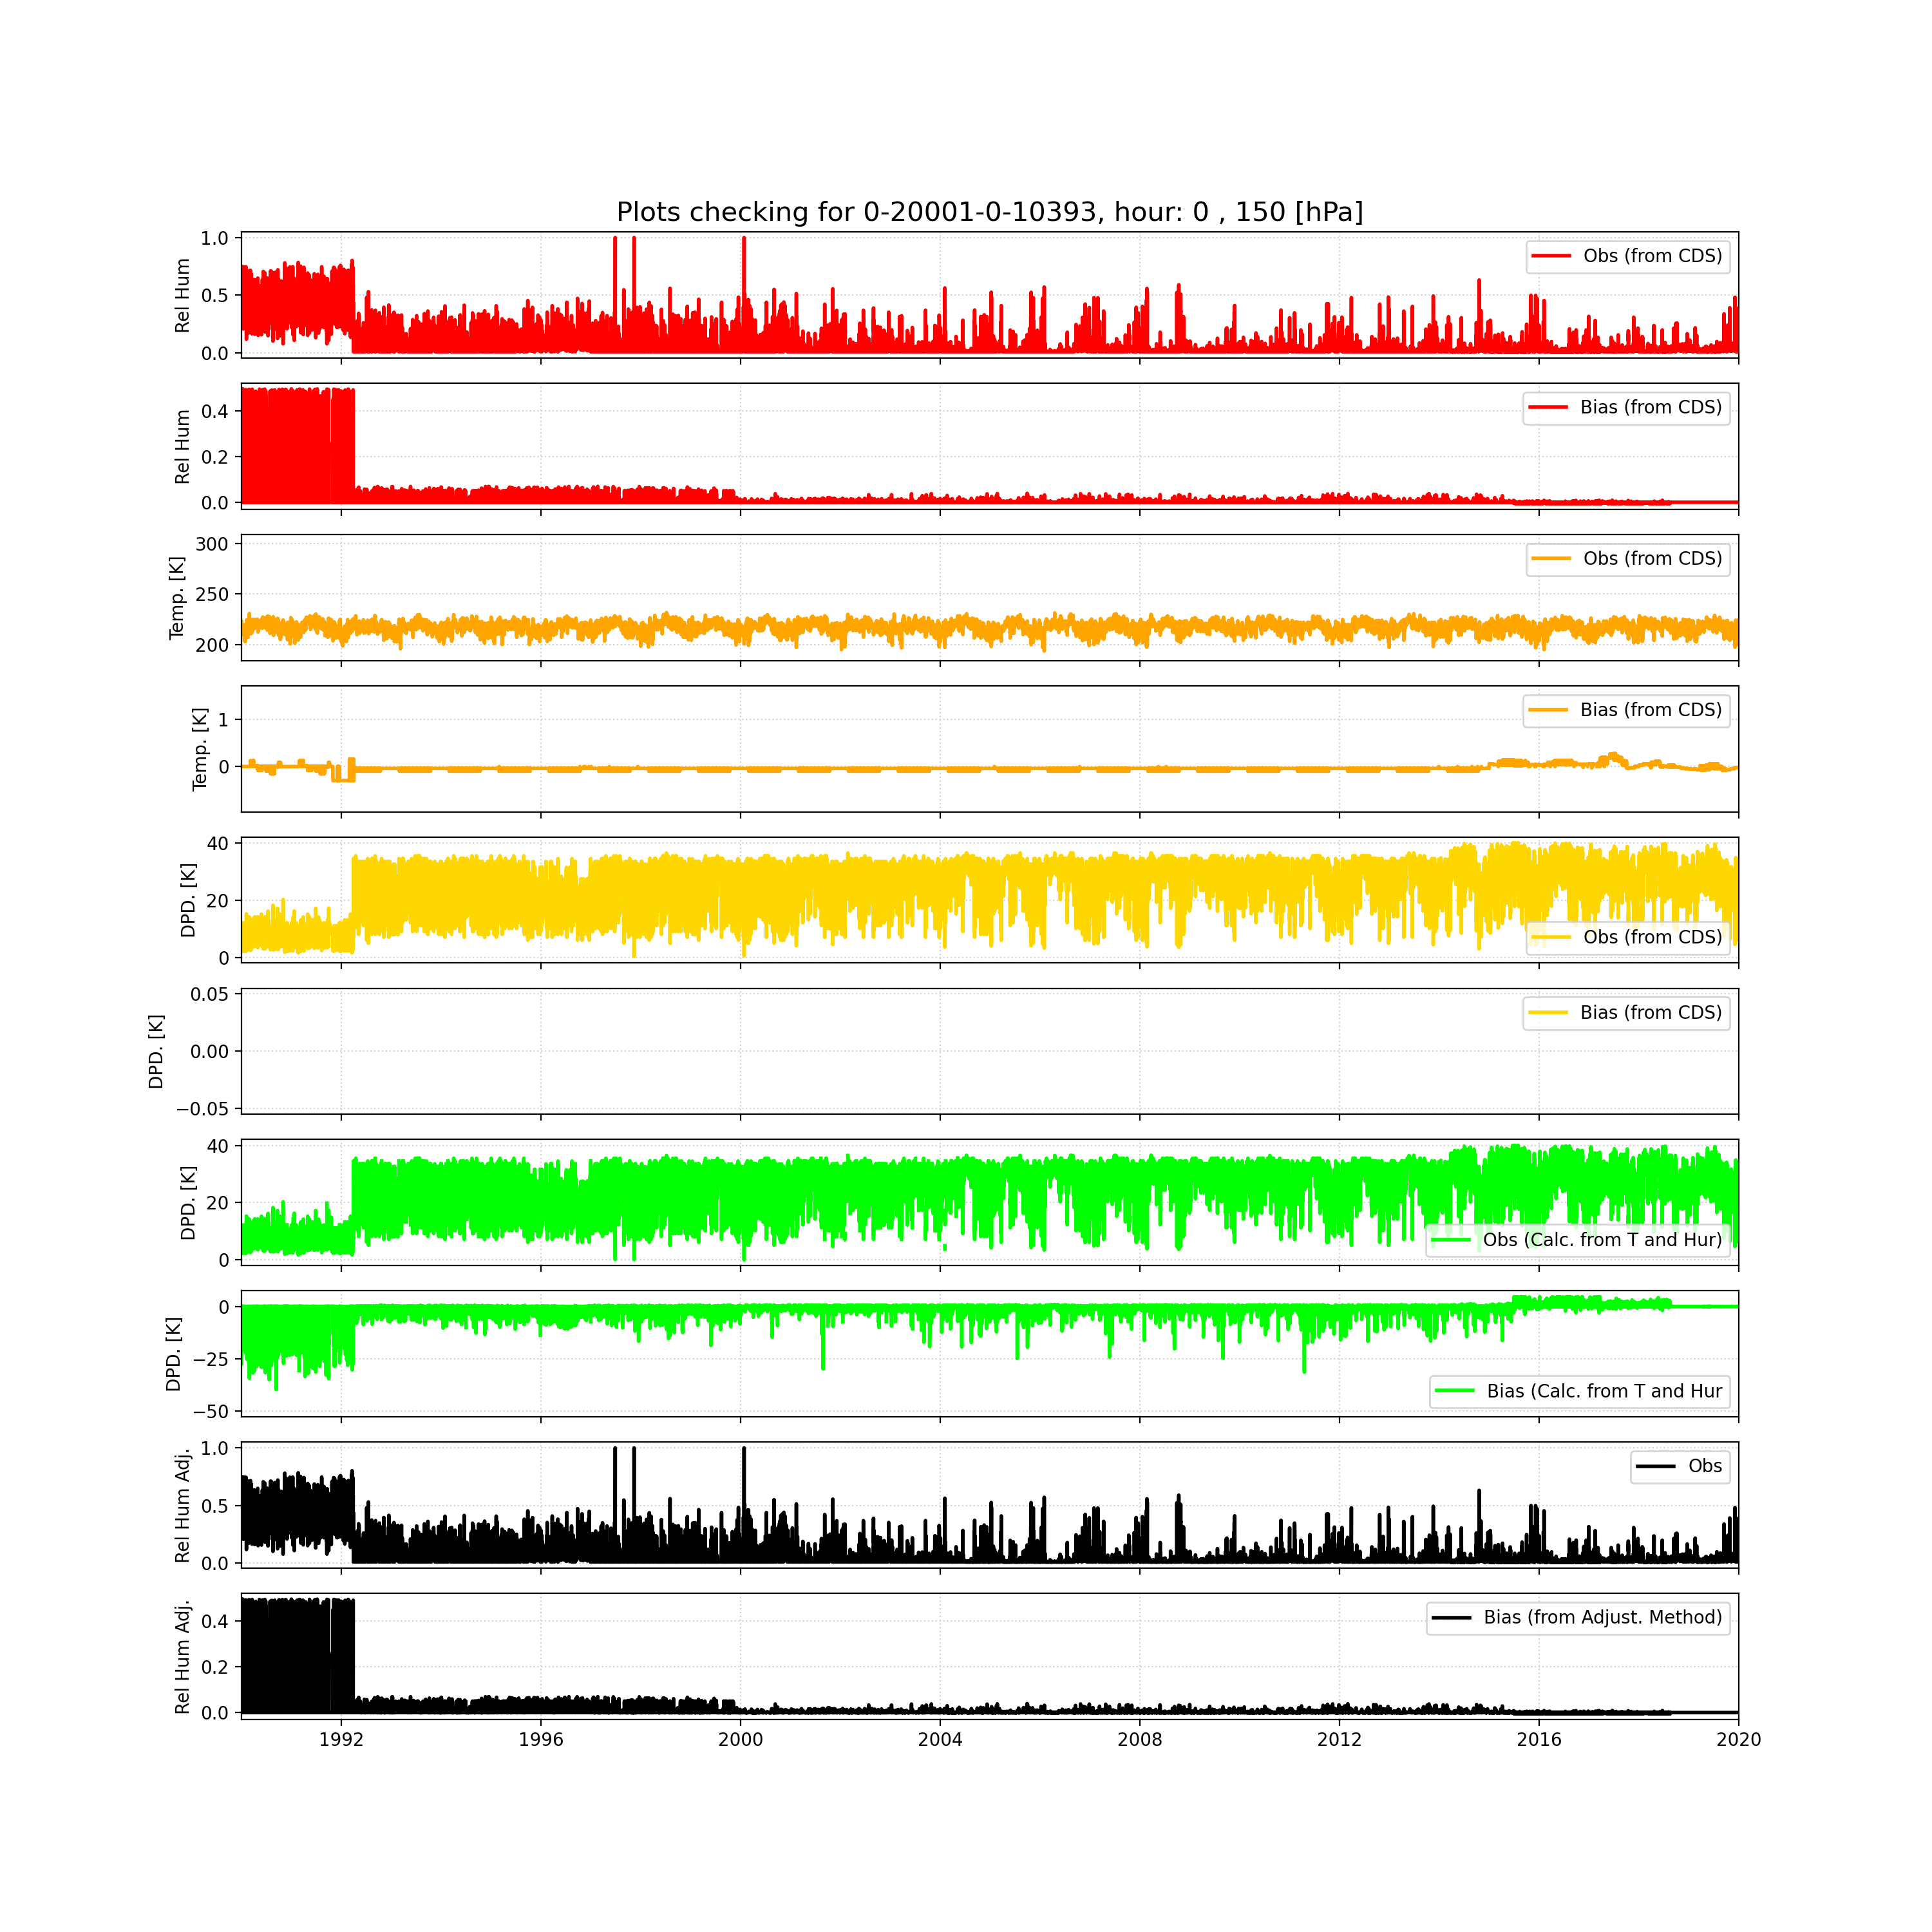 Plots checking for 0-20001-0-10393, hour: 0 , 150 [hPa]
Rel Hum
1.0
0.5
0.0
Obs (from CDS)
Rel Hum
0.4
0.2
0.0
Bias (from CDS)
Temp. [K]
300
250
200
Obs (from CDS)
Temp. [K]
1
0
Bias (from CDS)
DPD. [K]
40
20
0
Obs (from CDS)
DPD. [K]
0.05
0.00
−0.05
Bias (from CDS)
DPD. [K]
40
20
0
Obs (Calc. from T and Hur)
DPD. [K]
0
−25
−50
Bias (Calc. from T and Hur
Rel Hum Adj.
1.0
0.5
0.0
Obs
Rel Hum Adj.
0.4
0.2
0.0
Bias (from Adjust. Method)
1992 1996 2000 2004 2008 2012 2016 2020